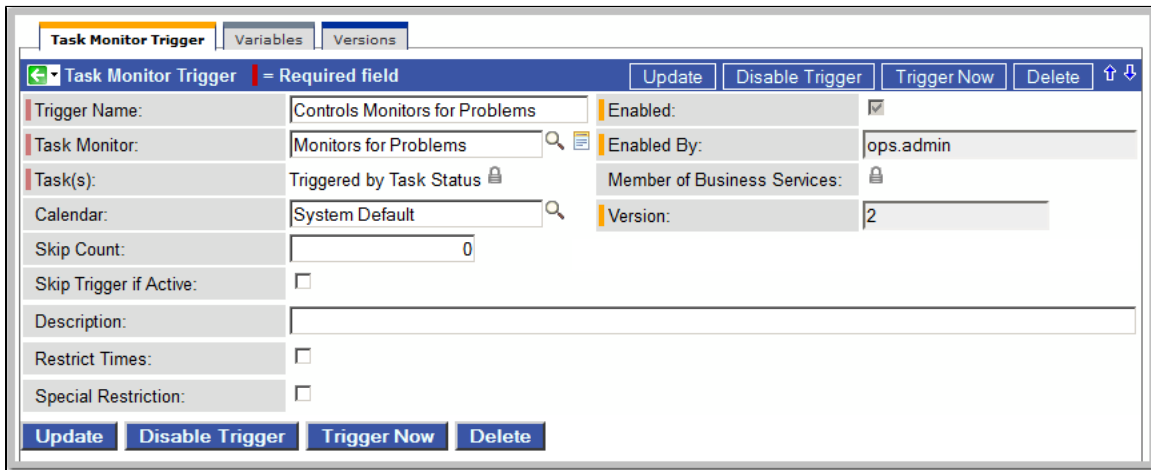 Task Monitor Trigger Variables Versions
Task Monitor Trigger = Required field Update Disable Trigger Trigger Now Delete
Trigger Name: Controls Monitors for Problems Enabled:
Task Monitor: Monitors for Problems Enabled By: ops.admin
Task(s): Triggered by Task Status Member of Business Services:
Calendar: System Default Version: 2
Skip Count: 0
Skip Trigger if Active:
Description:
Restrict Times:
Special Restriction:
Update Disable Trigger Trigger Now Delete